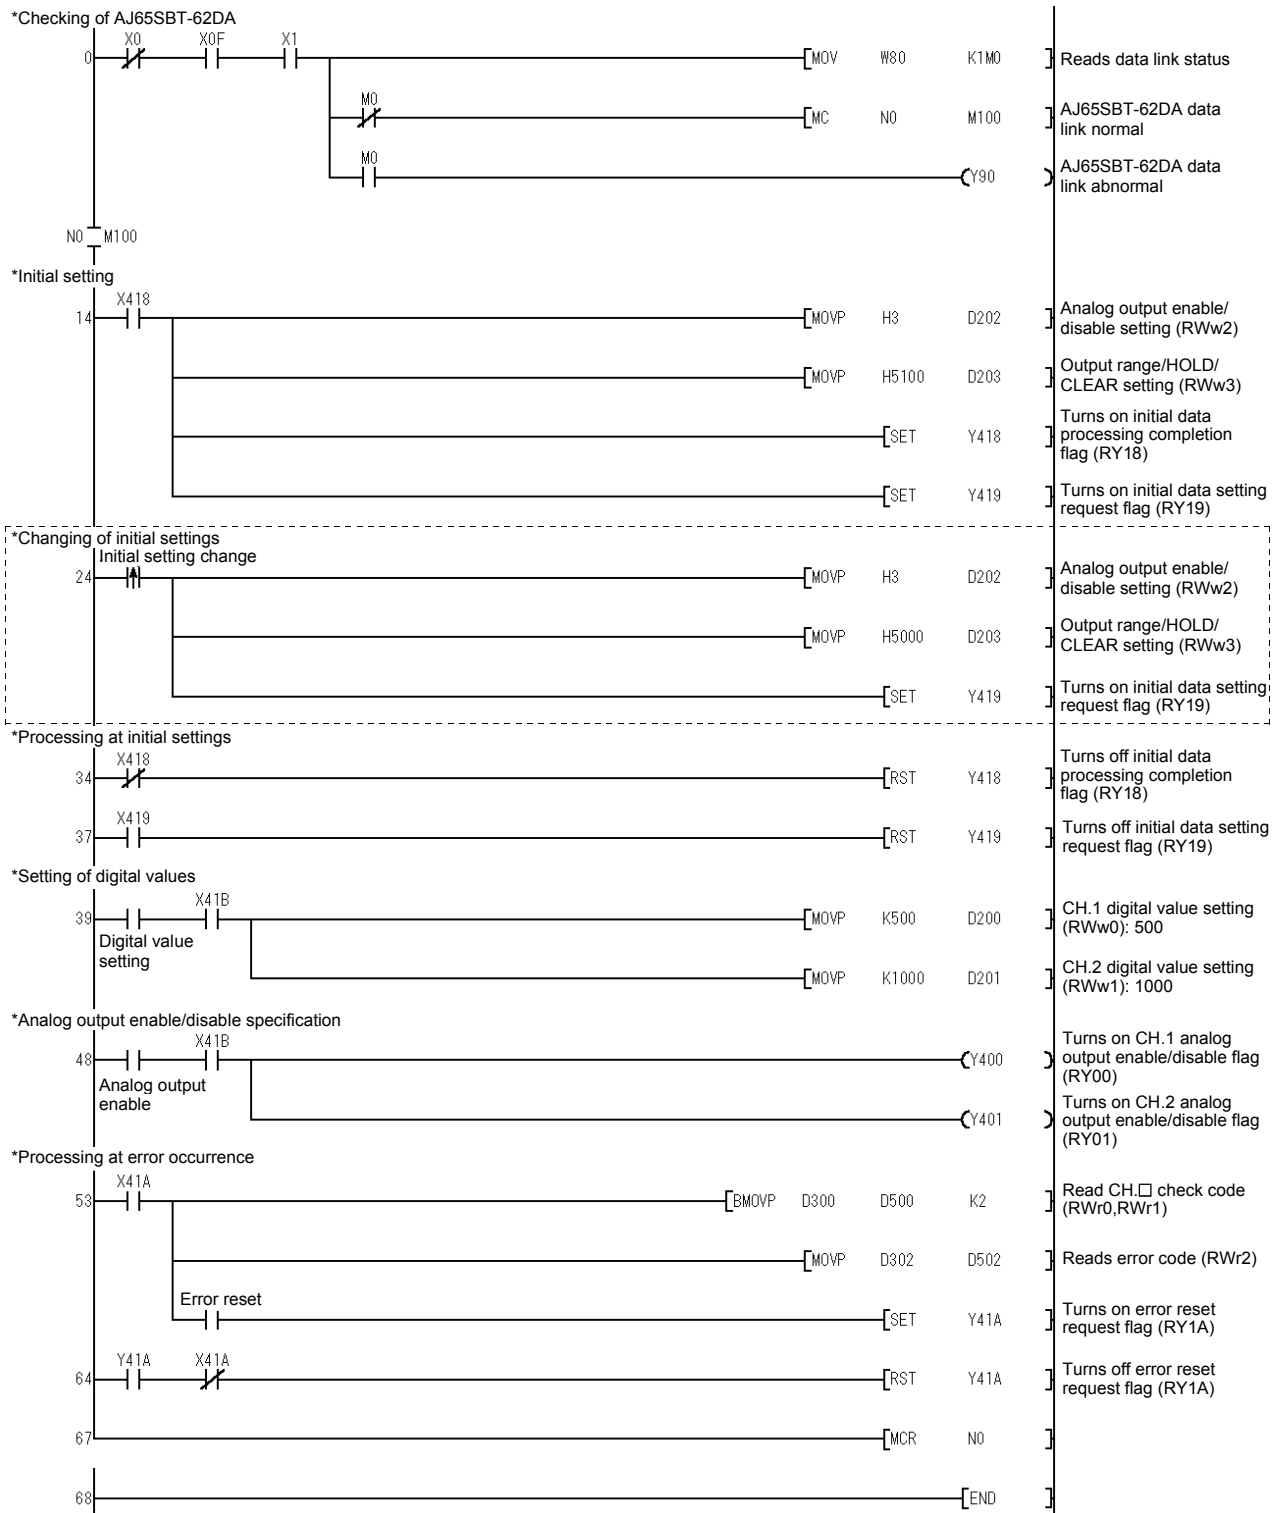 *Checking of AJ65SBT-62DA
X0 X0F X1
0 MOV W80 K1M0 Reads data link status
M0
MC N0 M100 AJ65SBT-62DA data
link normal
M0
Y90 AJ65SBT-62DA data
link abnormal
N0 M100
*Initial setting
X418
14 MOVP H3 D202 Analog output enable/
disable setting (RWw2)
MOVP H5100 D203 Output range/HOLD/
CLEAR setting (RWw3)
SET Y418 Turns on initial data
processing completion
flag (RY18)
SET Y419 Turns on initial data setting
request flag (RY19)
*Changing of initial settings
Initial setting change
24 MOVP H3 D202 Analog output enable/
disable setting (RWw2)
MOVP H5000 D203 Output range/HOLD/
CLEAR setting (RWw3)
SET Y419 Turns on initial data setting
request flag (RY19)
*Processing at initial settings
X418
34 RST Y418 Turns off initial data
processing completion
flag (RY18)
X419
37 RST Y419 Turns off initial data setting
request flag (RY19)
*Setting of digital values
X41B
39 MOVP K500 D200 CH.1 digital value setting
(RWw0): 500
Digital value
setting
MOVP K1000 D201 CH.2 digital value setting
(RWw1): 1000
*Analog output enable/disable specification
X41B
48 Y400 Turns on CH.1 analog
output enable/disable flag
(RY00)
Analog output
enable
Y401 Turns on CH.2 analog
output enable/disable flag
(RY01)
*Processing at error occurrence
X41A
53 BMOVP D300 D500 K2 Read CH.□ check code
(RWr0,RWr1)
MOVP D302 D502 Reads error code (RWr2)
Error reset
SET Y41A Turns on error reset
request flag (RY1A)
Y41A X41A
64 RST Y41A Turns off error reset
request flag (RY1A)
67 MCR N0
68 END